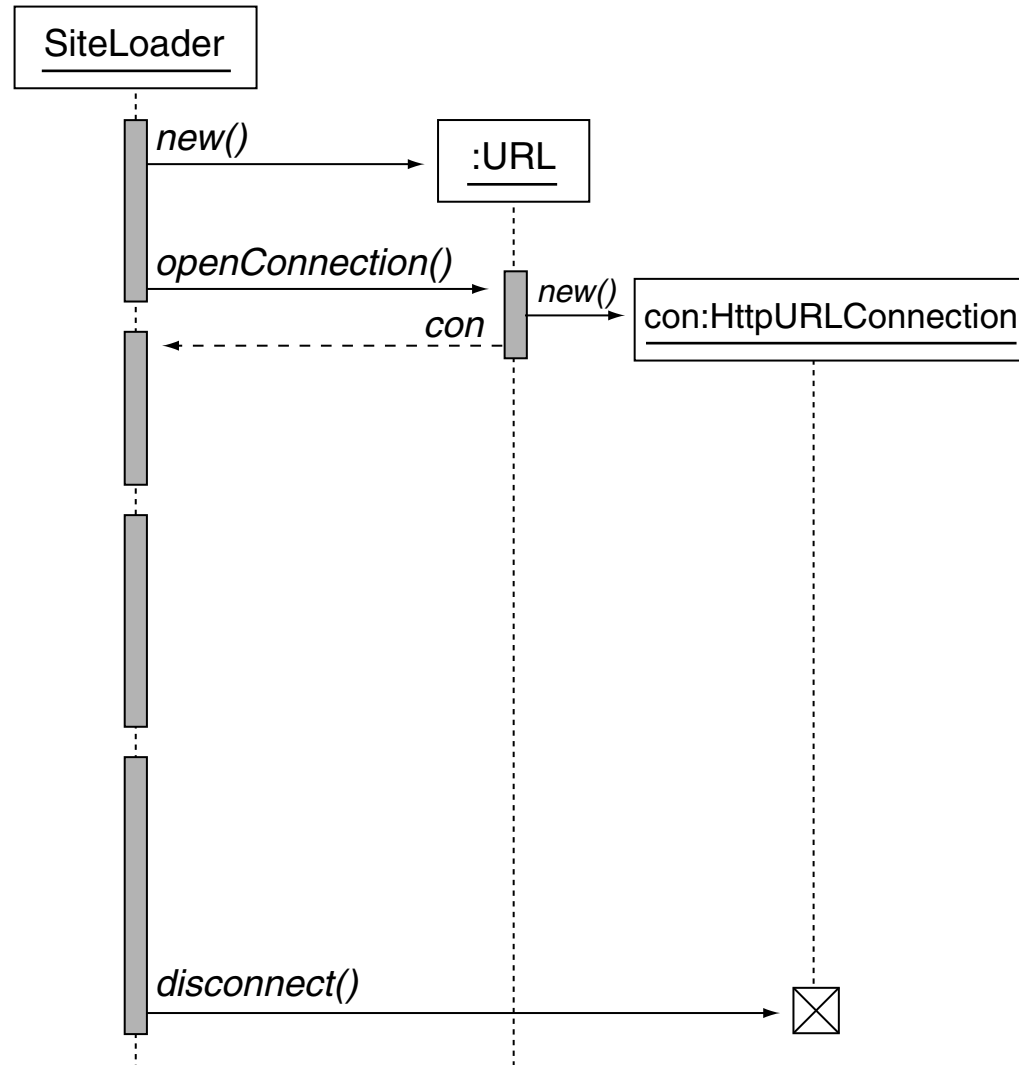 SiteLoader
new()
:URL
openConnection()
new()
con:HttpURLConnection
con
disconnect()